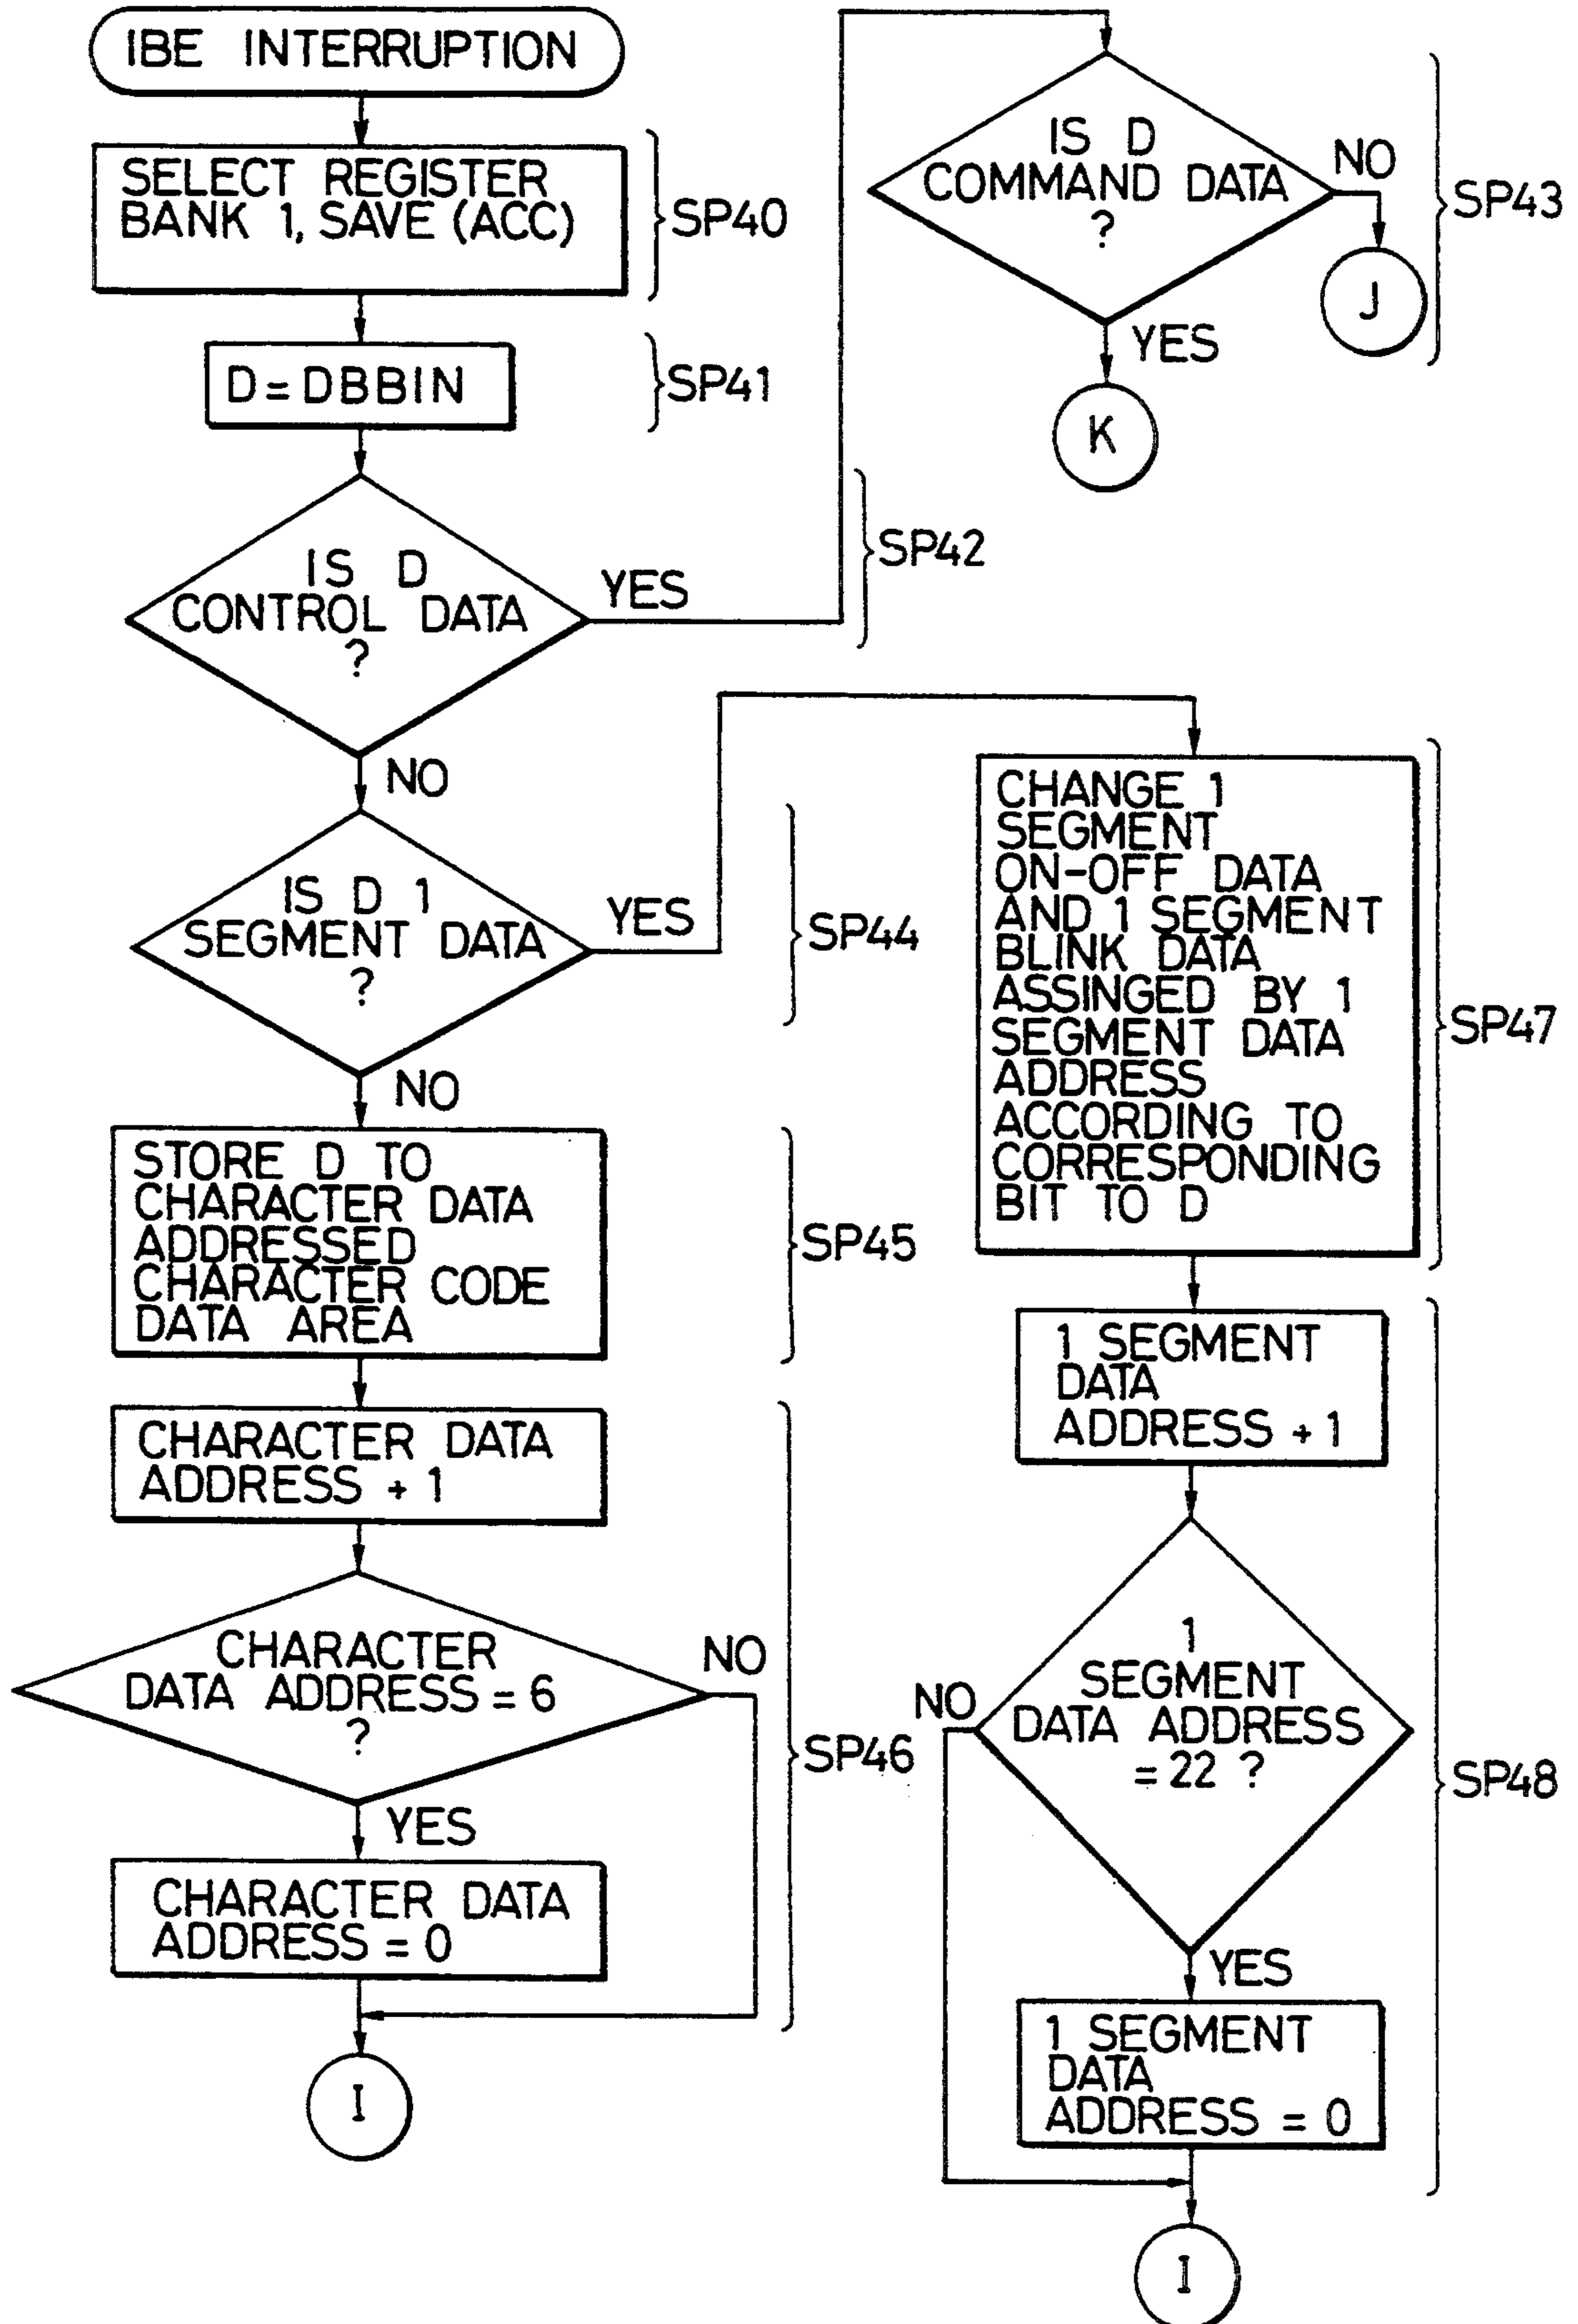 IBE INTERRUPTION
SELECT REGISTER
BANK 1, SAVE (ACC)
SP40
D=DBBIN
SP41
IS D
CONTROL DATA
?
YES
SP42
NO
IS D
COMMAND DATA
?
NO
SP43
J
YES
K
IS D 1
SEGMENT DATA
?
YES
SP44
NO
STORE D TO
CHARACTER DATA
ADDRESSED
CHARACTER CODE
DATA AREA
SP45
CHARACTER DATA
ADDRESS + 1
CHARACTER
DATA ADDRESS = 6
?
NO
SP46
YES
CHARACTER DATA
ADDRESS = 0
I
CHANGE 1
SEGMENT
ON-OFF DATA
AND 1 SEGMENT
BLINK DATA
ASSINGED BY 1
SEGMENT DATA
ADDRESS
ACCORDING TO
CORRESPONDING
BIT TO D
SP47
1 SEGMENT
DATA
ADDRESS + 1
1
SEGMENT
DATA ADDRESS
= 22 ?
NO
SP48
YES
1 SEGMENT
DATA
ADDRESS = 0
I